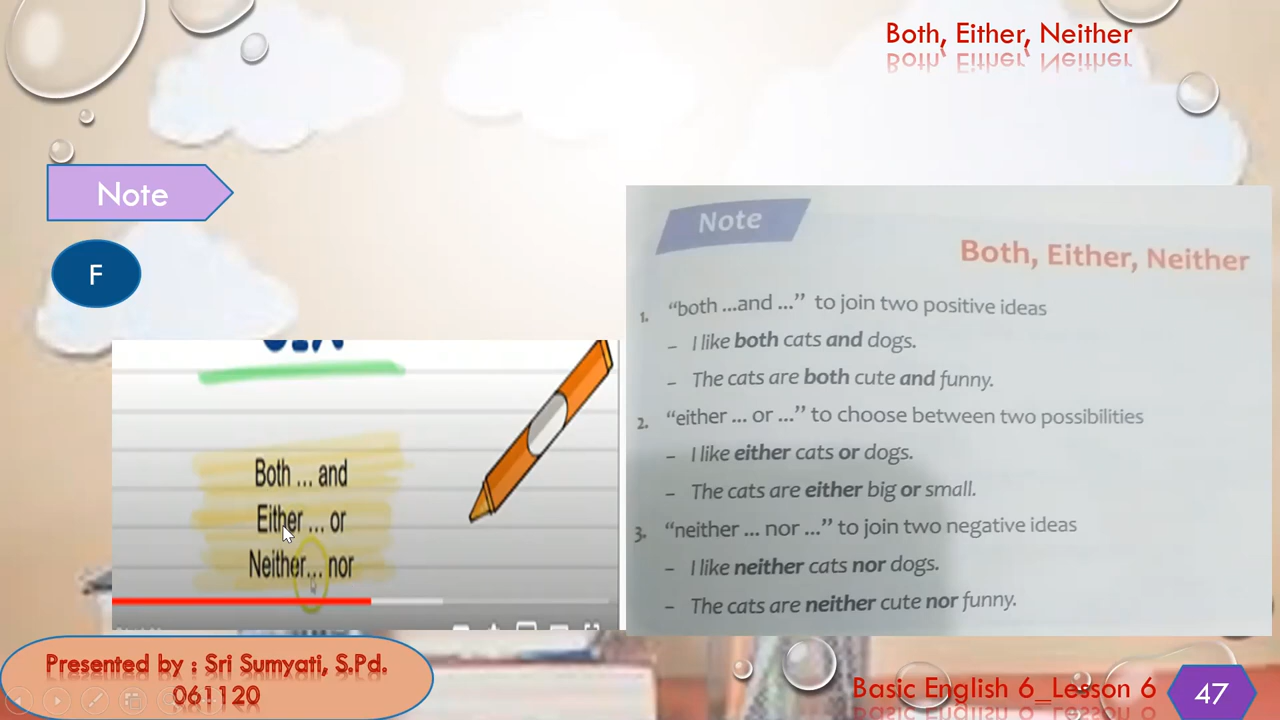 Both, Either, Neither
Note
F
Both ... and
Either ... or
Neither... nor
Note
Both, Either, Neither
1. "both ...and ..." to join two positive ideas
– I like both cats and dogs.
– The cats are both cute and funny.
2. "either ... or ..." to choose between two possibilities
– I like either cats or dogs.
– The cats are either big or small.
3. "neither ... nor ..." to join two negative ideas
– I like neither cats nor dogs.
– The cats are neither cute nor funny.
Presented by : Sri Sumyati, S.Pd.
061120
Basic English 6_Lesson 6
47